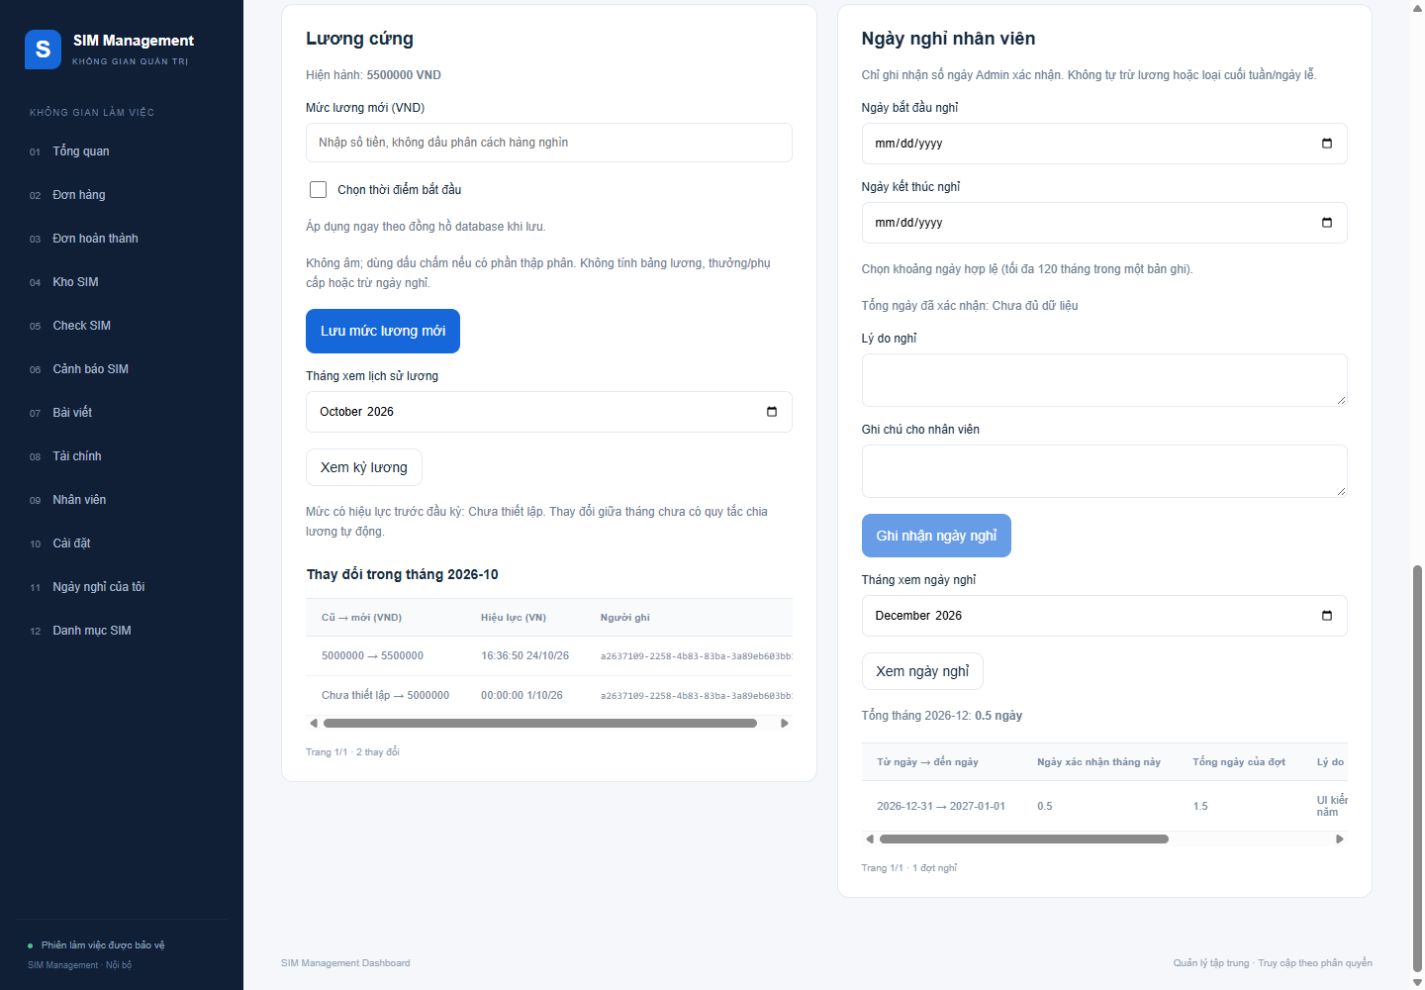 S
SIM Management
KHÔNG GIAN QUẢN TRỊ
KHÔNG GIAN LÀM VIỆC
01 Tổng quan
02 Đơn hàng
03 Đơn hoàn thành
04 Kho SIM
05 Check SIM
06 Cảnh báo SIM
07 Bài viết
08 Tài chính
09 Nhân viên
10 Cài đặt
11 Ngày nghỉ của tôi
12 Danh mục SIM
Phiên làm việc được bảo vệ
SIM Management · Nội bộ
Lương cứng
Hiện hành: 5500000 VND
Mức lương mới (VND)
Nhập số tiền, không dấu phân cách hàng nghìn
Chọn thời điểm bắt đầu
Áp dụng ngay theo đồng hồ database khi lưu.
Không âm; dùng dấu chấm nếu có phần thập phân. Không tính bảng lương, thưởng/phụ
cấp hoặc trừ ngày nghỉ.
Lưu mức lương mới
Tháng xem lịch sử lương
October 2026
Xem kỳ lương
Mức có hiệu lực trước đầu kỳ: Chưa thiết lập. Thay đổi giữa tháng chưa có quy tắc chia
lương tự động.
Thay đổi trong tháng 2026-10
Cũ → mới (VND) Hiệu lực (VN) Người ghi
5000000 → 5500000 16:36:50 24/10/26 a2637109-2258-4b83-83ba-3a89eb603bb
Chưa thiết lập → 5000000 00:00:00 1/10/26 a2637109-2258-4b83-83ba-3a89eb603bb
Trang 1/1 · 2 thay đổi
Ngày nghỉ nhân viên
Chỉ ghi nhận số ngày Admin xác nhận. Không tự trừ lương hoặc loại cuối tuần/ngày lễ.
Ngày bắt đầu nghỉ
mm/dd/yyyy
Ngày kết thúc nghỉ
mm/dd/yyyy
Chọn khoảng ngày hợp lệ (tối đa 120 tháng trong một bản ghi).
Tổng ngày đã xác nhận: Chưa đủ dữ liệu
Lý do nghỉ
Ghi chú cho nhân viên
Ghi nhận ngày nghỉ
Tháng xem ngày nghỉ
December 2026
Xem ngày nghỉ
Tổng tháng 2026-12: 0.5 ngày
Từ ngày → đến ngày Ngày xác nhận tháng này Tổng ngày của đợt Lý do
2026-12-31 → 2027-01-01 0.5 1.5 UI kiể
năm
Trang 1/1 · 1 đợt nghỉ
SIM Management Dashboard
Quản lý tập trung · Truy cập theo phân quyền